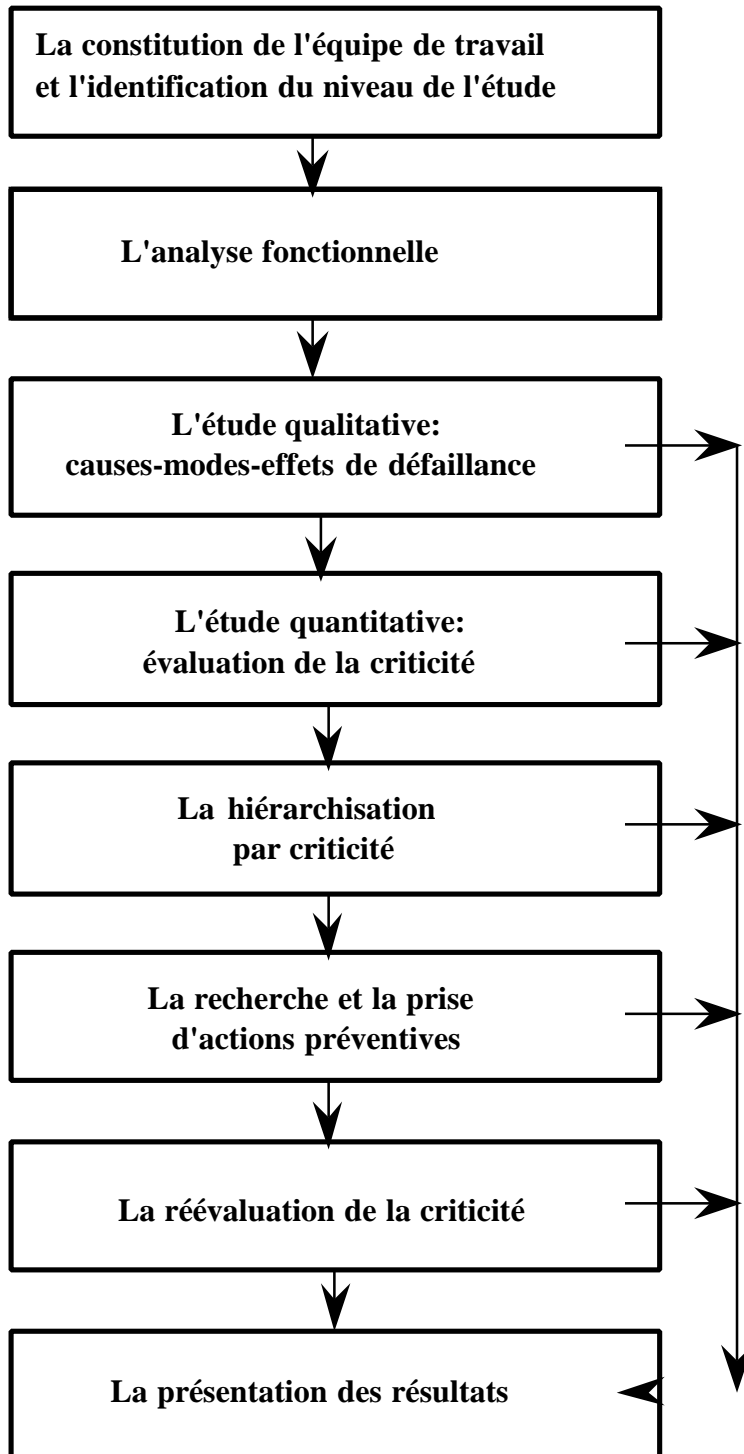 La constitution de l'équipe de travail
et l'identification du niveau de l'étude
L'analyse fonctionnelle
L'étude qualitative:
causes-modes-effets de défaillance
L'étude quantitative:
évaluation de la criticité
La hiérarchisation
par criticité
La recherche et la prise
d'actions préventives
La réévaluation de la criticité
La présentation des résultats